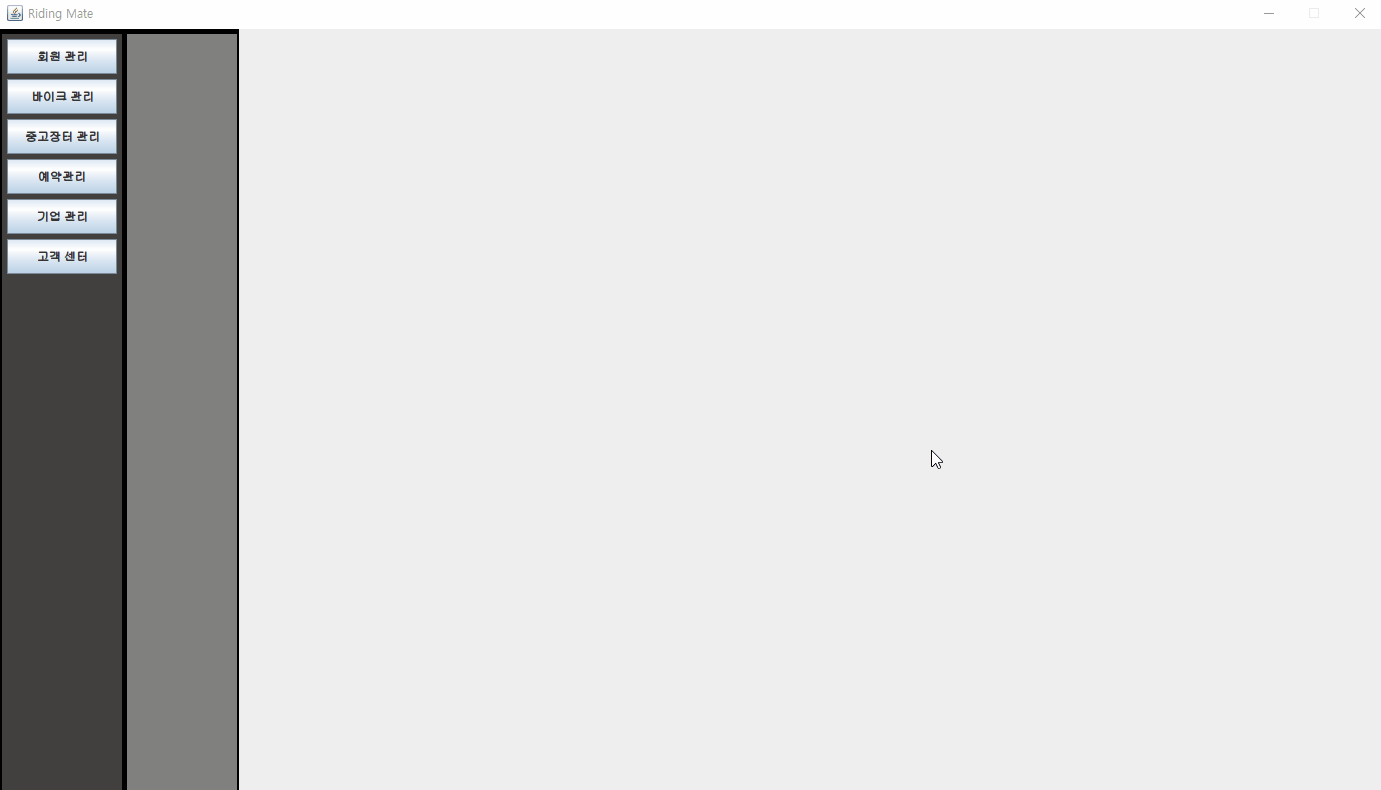 Riding Mate
회원 관리
바이크 관리
중고장터 관리
예약관리
기업 관리
고객 센터